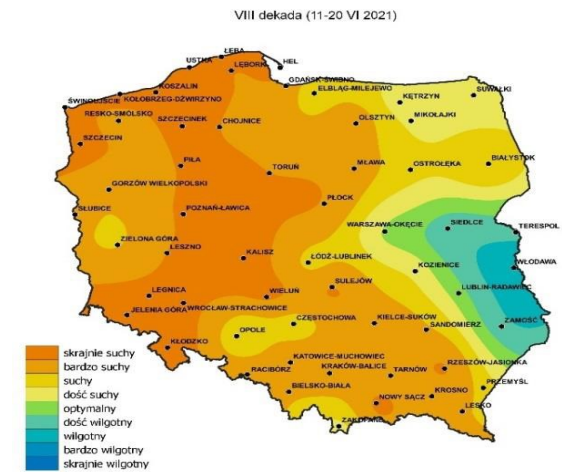 VIII dekada (11-20 VI 2021)
ŁEBA
USTKA
LĘBORK
HEL
KOSZALIN
GDAŃSK-ŚWIBNO
ELBLĄG-MILEJEWO
KĘTRZYN
SUWAŁKI
ŚWINOUJŚCIE
KOŁOBRZEG-DŹWIRZYNO
RESKO-SMÓLSKO
SZCZECINEK
CHOJNICE
OLSZTYN
MIKOŁAJKI
SZCZECIN
PIŁA
TORUŃ
MŁAWA
OSTROŁĘKA
BIAŁYSTOK
GORZÓW WIELKOPOLSKI
PŁOCK
SŁUBICE
POZNAŃ-ŁAWICA
WARSZAWA-OKĘCIE
SIEDLCE
TERESPOL
ZIELONA GÓRA
LESZNO
KALISZ
ŁÓDŹ-LUBLINEK
KOZIENICE
WŁODAWA
SULEJÓW
LEGNICA
WIELUŃ
LUBLIN-RADAWIEC
WROCŁAW-STRACHOWICE
JELENIA GÓRA
CZĘSTOCHOWA
KIELCE-SUKÓW
SANDOMIERZ
ZAMOŚĆ
OPOLE
KŁODZKO
KATOWICE-MUCHOWIEC
RACIBÓRZ
KRAKÓW-BALICE
TARNÓW
RZESZÓW-JASIONKA
BIELSKO-BIAŁA
NOWY SĄCZ
KROSNO
PRZEMYŚL
LESKO
ZAKOPANE
skrajnie suchy
bardzo suchy
suchy
dość suchy
optymalny
dość wilgotny
wilgotny
bardzo wilgotny
skrajnie wilgotny